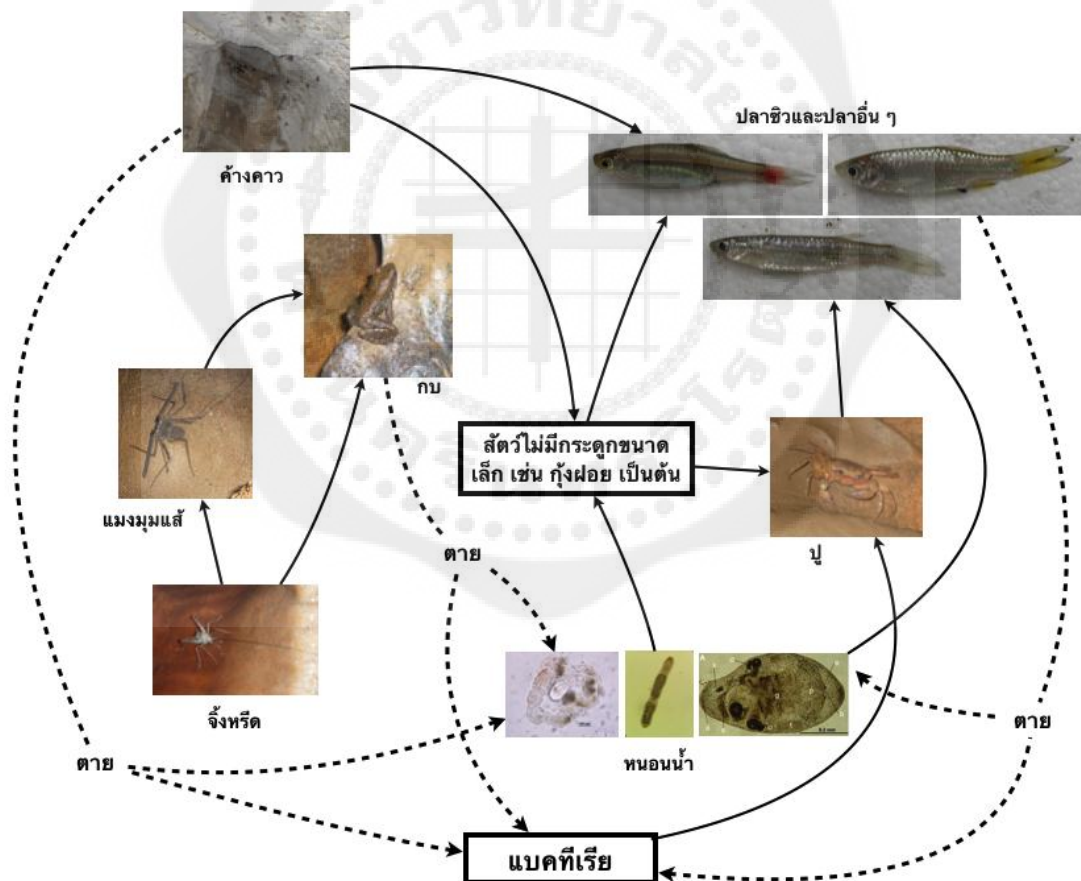 ค้างคาว
ปลาซิวและปลาอื่น ๆ
กบ
สัตว์ไม่มีกระดูกขนาด
เล็ก เช่น กุ้งฝอย เป็นต้น
แมงมุมแส้
ปู
ตาย
จิ้งหรีด
ตาย
ตาย
หนอนน้ำ
แบคทีเรีย